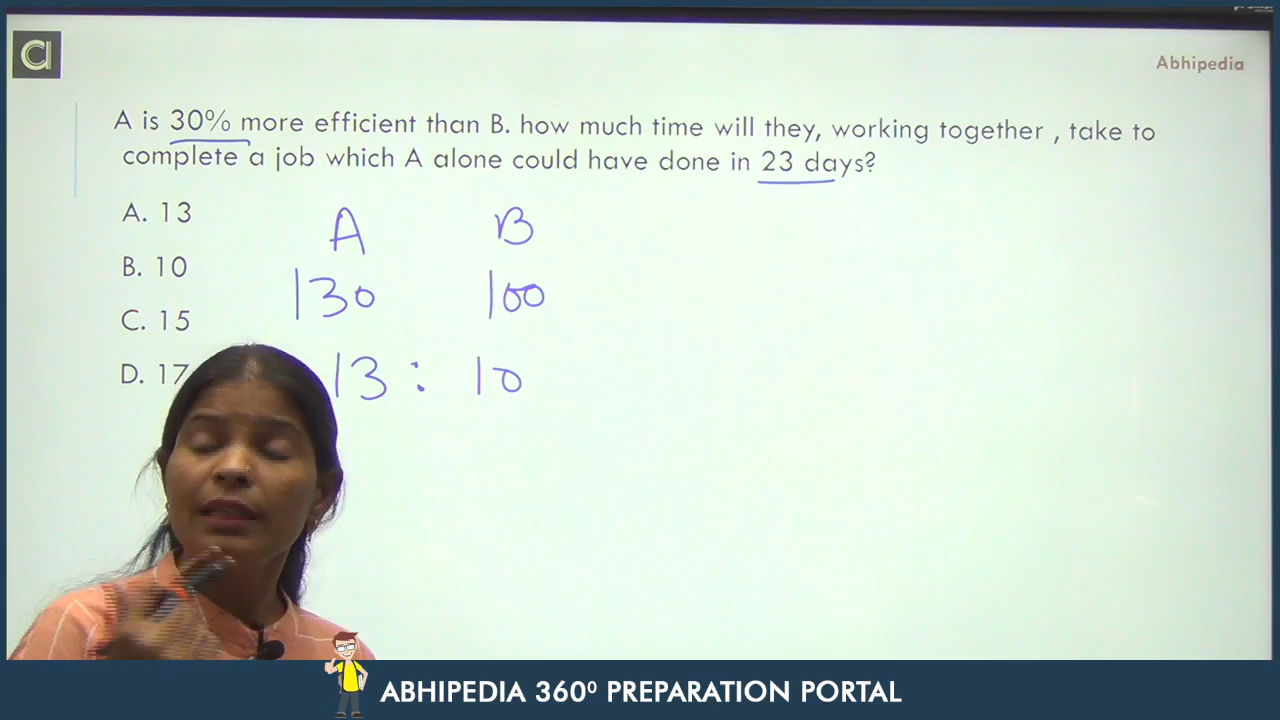 Abhipedia
A is 30% more efficient than B. how much time will they, working together , take to
complete a job which A alone could have done in 23 days?
A. 13
B. 10
C. 15
D. 17
A B
130 100
13 : 10
ABHIPEDIA 360⁰ PREPARATION PORTAL